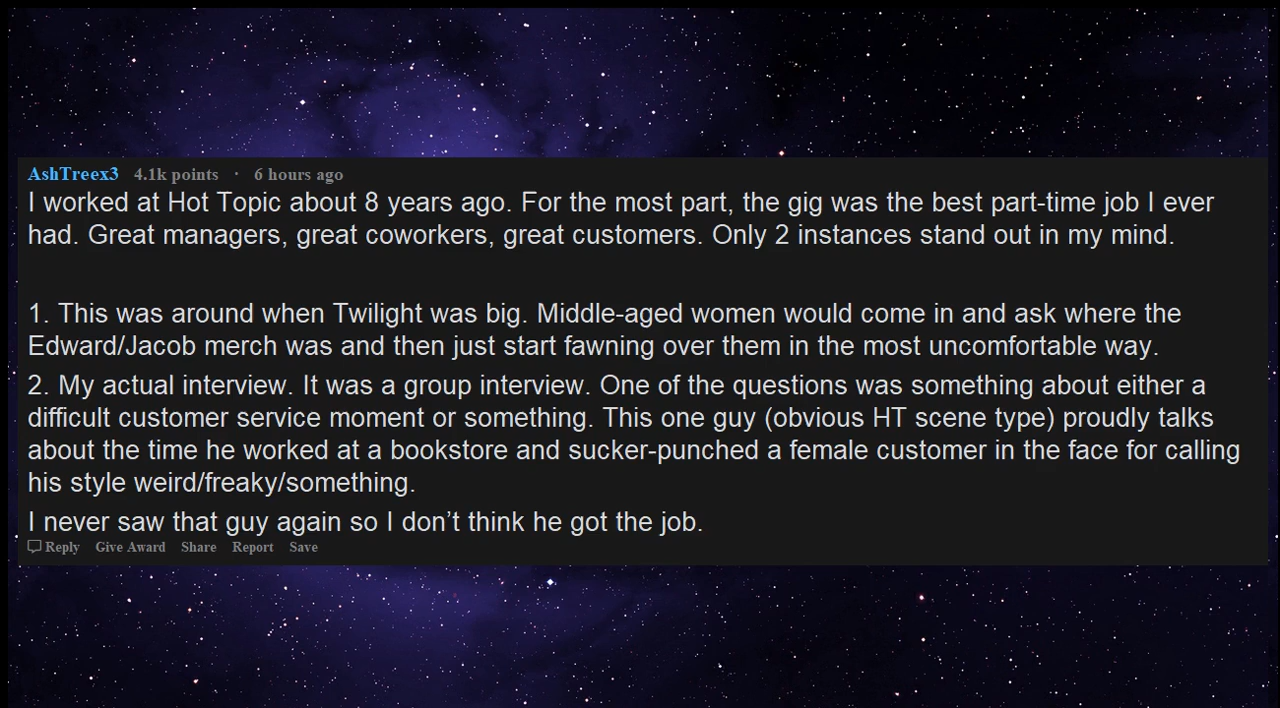 AshTreex3 4.1k points · 6 hours ago
I worked at Hot Topic about 8 years ago. For the most part, the gig was the best part-time job I ever
had. Great managers, great coworkers, great customers. Only 2 instances stand out in my mind.
1. This was around when Twilight was big. Middle-aged women would come in and ask where the
Edward/Jacob merch was and then just start fawning over them in the most uncomfortable way.
2. My actual interview. It was a group interview. One of the questions was something about either a
difficult customer service moment or something. This one guy (obvious HT scene type) proudly talks
about the time he worked at a bookstore and sucker-punched a female customer in the face for calling
his style weird/freaky/something.
I never saw that guy again so I don’t think he got the job.
Reply Give Award Share Report Save